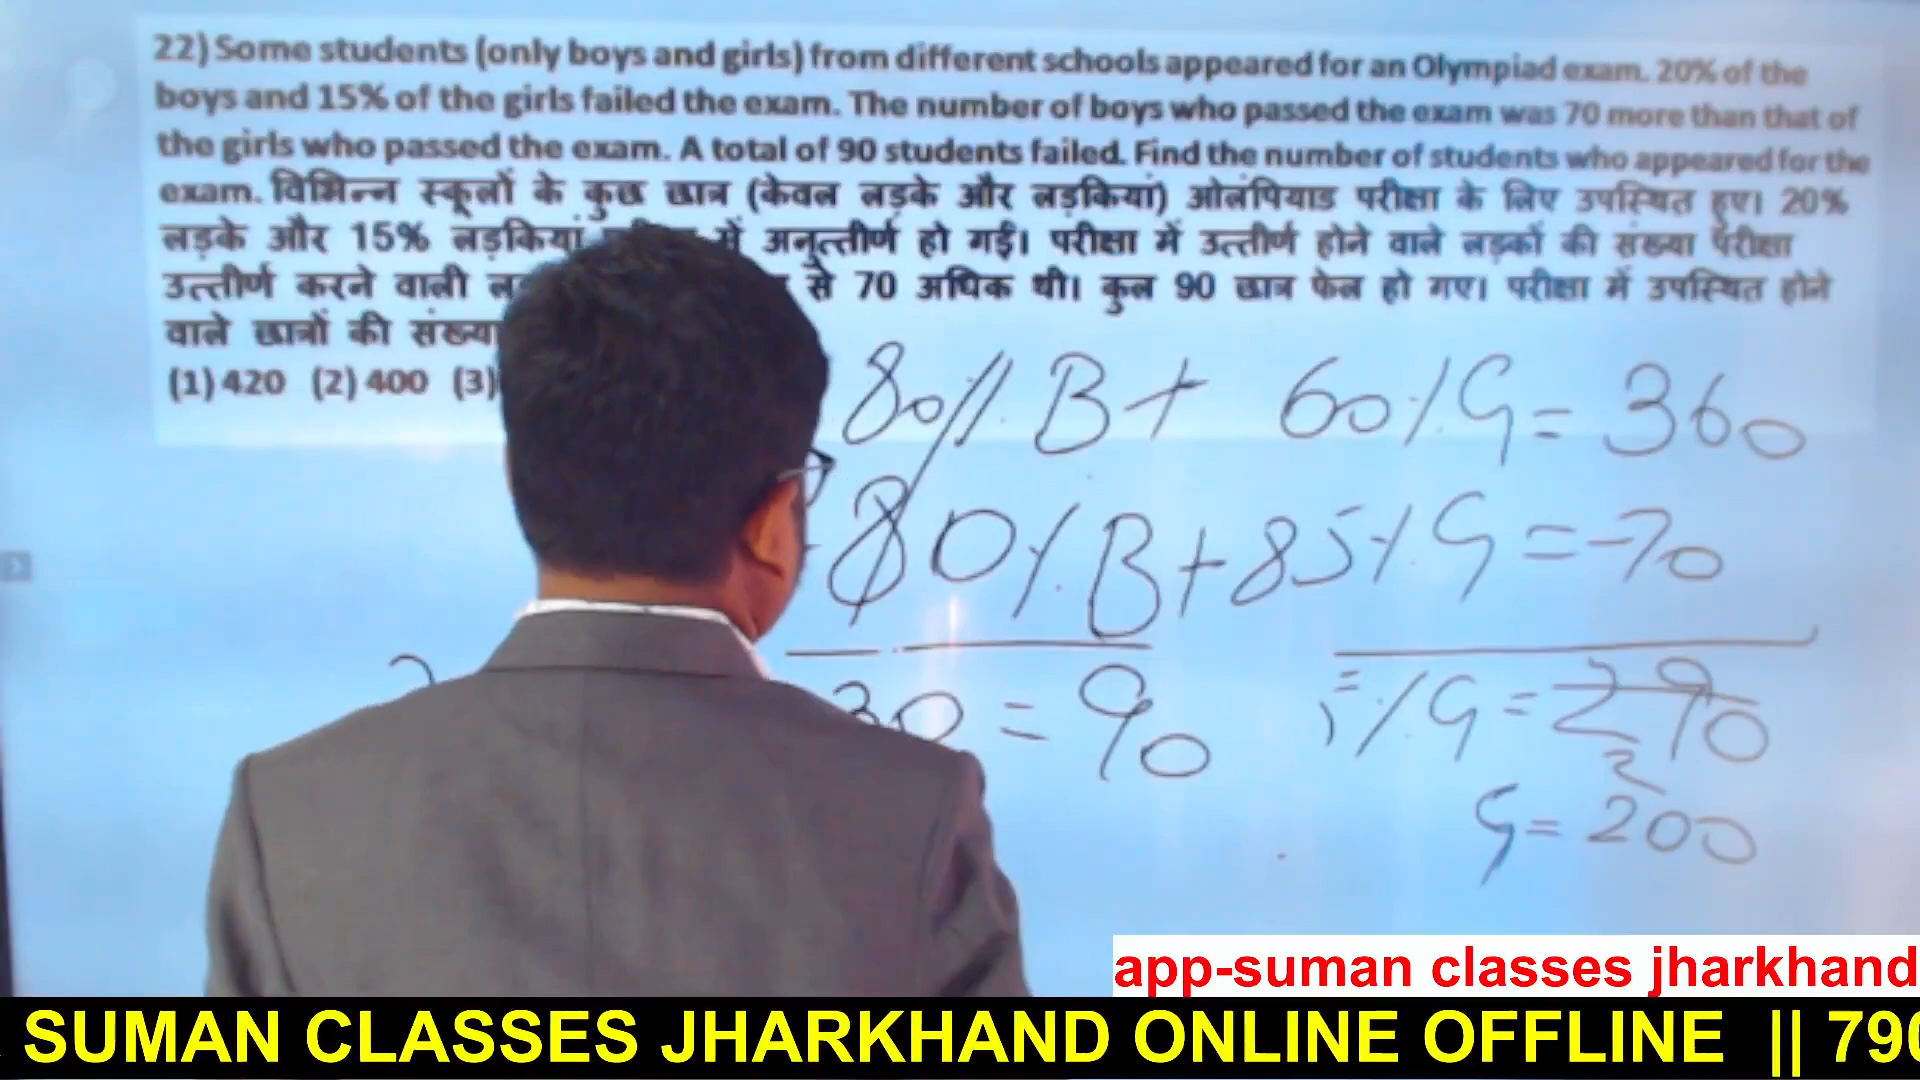 22) Some students (only boys and girls) from different schools appeared for an Olympiad exam. 20% of the
boys and 15% of the girls failed the exam. The number of boys who passed the exam was 70 more than that of
the girls who passed the exam. A total of 90 students failed. Find the number of students who appeared for the
exam. विभिन्न स्कूलों के कुछ छात्र (केवल लड़के और लड़कियां) ओलंपियाड परीक्षा के लिए उपस्थित हुए। 20%
लड़के और 15% लड़कियां में अनुत्तीर्ण हो गई। परीक्षा में उत्तीर्ण होने वाले लड़कों की संख्या परीक्षा
उत्तीर्ण करने वाली से 70 अधिक थी। कुल 90 छात्र फेल हो गए। परीक्षा में उपस्थित होने
वाले छात्रों की संख्या
(1) 420 (2) 400 (3)
80% B + 60% G = 360
80% B + 85% G = -70
30 = 90
% G = 290
G = 200
app-suman classes jharkhand
SUMAN CLASSES JHARKHAND ONLINE OFFLINE || 790